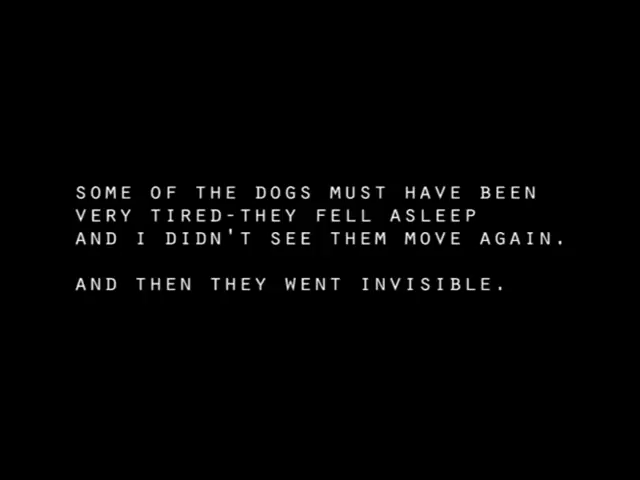 SOME OF THE DOGS MUST HAVE BEEN
VERY TIRED-THEY FELL ASLEEP
AND I DIDN'T SEE THEM MOVE AGAIN.
AND THEN THEY WENT INVISIBLE.